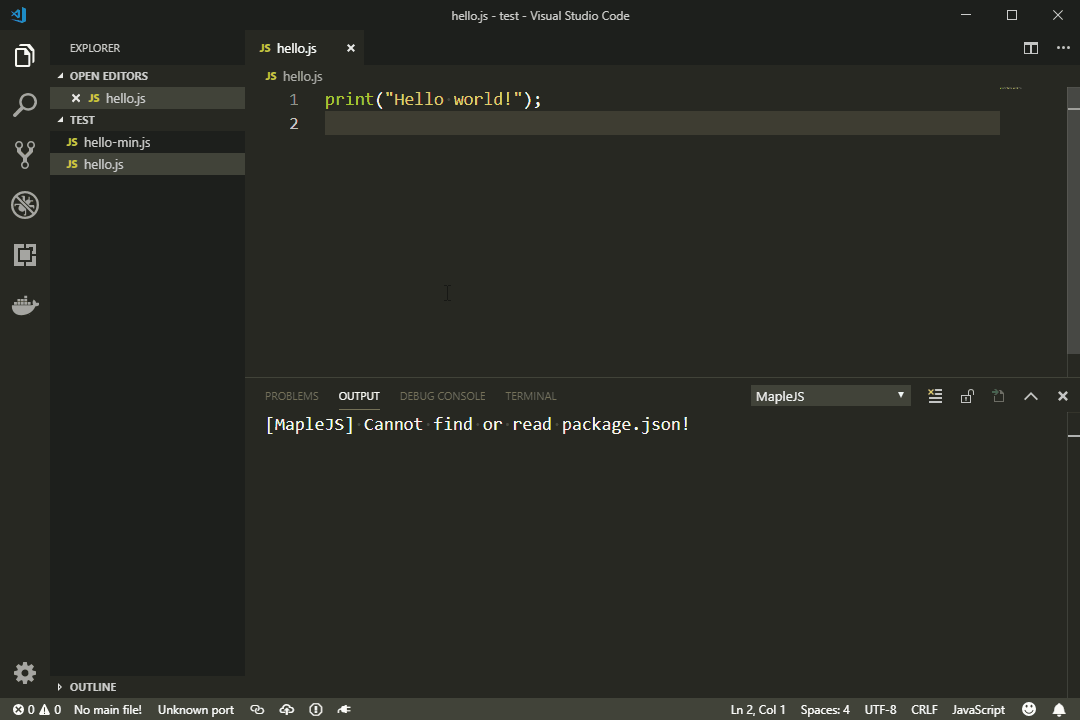 hello.js - test - Visual Studio Code
EXPLORER
OPEN EDITORS
JS hello.js
TEST
JS hello-min.js
JS hello.js
OUTLINE
JS hello.js
JS hello.js
1 print("Hello world!");
2
PROBLEMS OUTPUT DEBUG CONSOLE TERMINAL MapleJS
[MapleJS] Cannot find or read package.json!
0 0 No main file! Unknown port Ln 2, Col 1 Spaces: 4 UTF-8 CRLF JavaScript